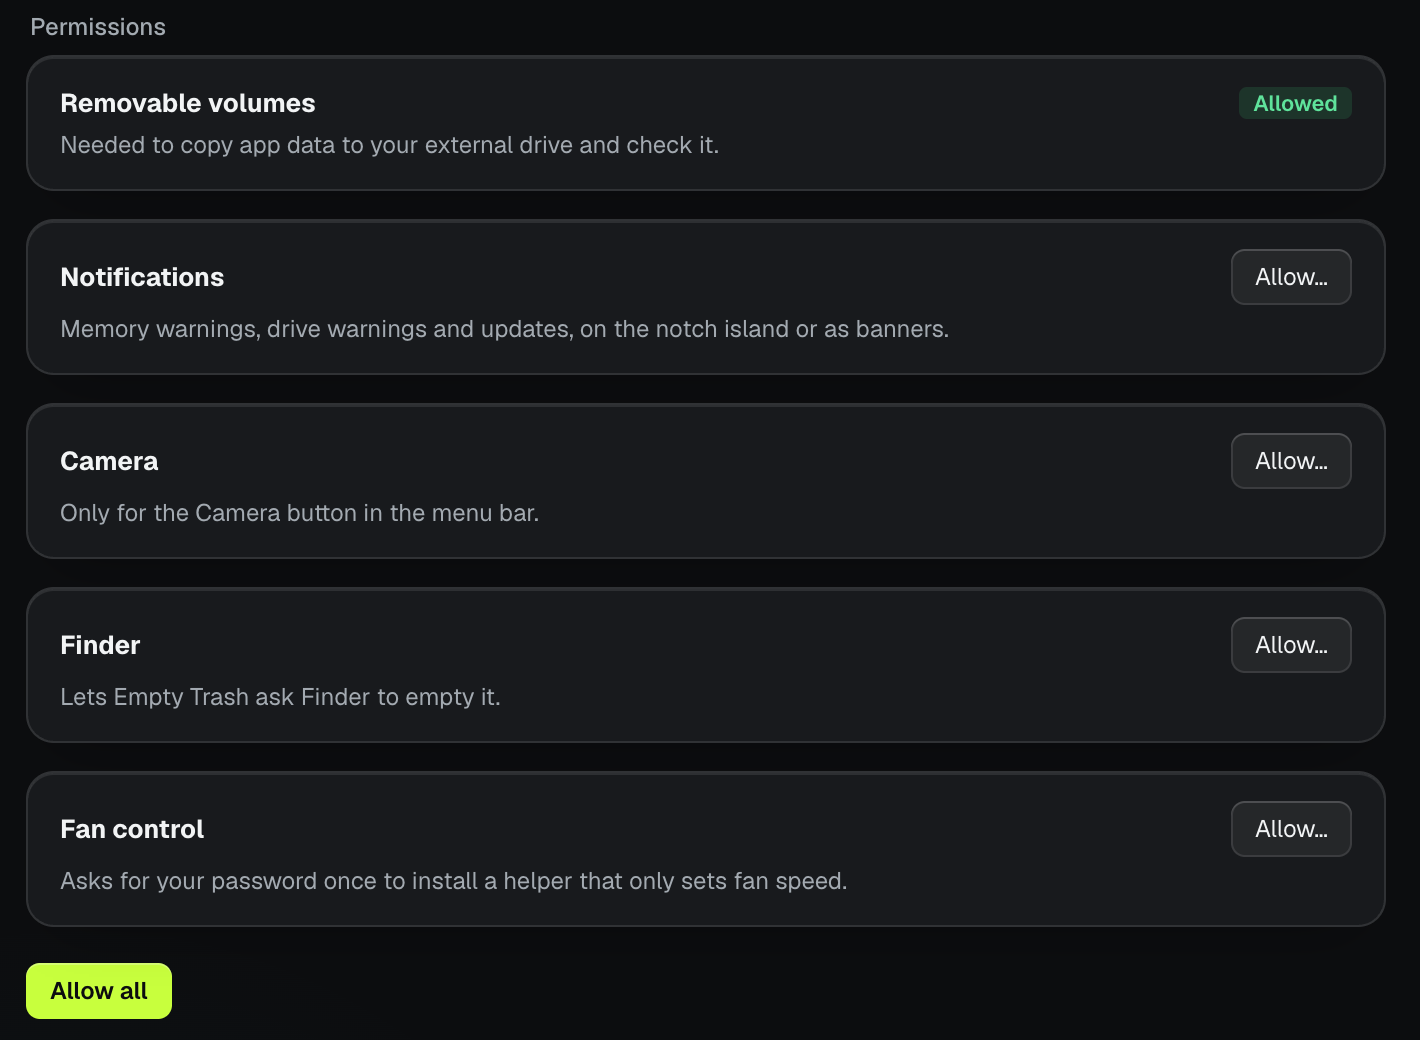 Permissions
Removable volumes
Allowed
Needed to copy app data to your external drive and check it.
Notifications
Allow...
Memory warnings, drive warnings and updates, on the notch island or as banners.
Camera
Allow...
Only for the Camera button in the menu bar.
Finder
Allow...
Lets Empty Trash ask Finder to empty it.
Fan control
Allow...
Asks for your password once to install a helper that only sets fan speed.
Allow all